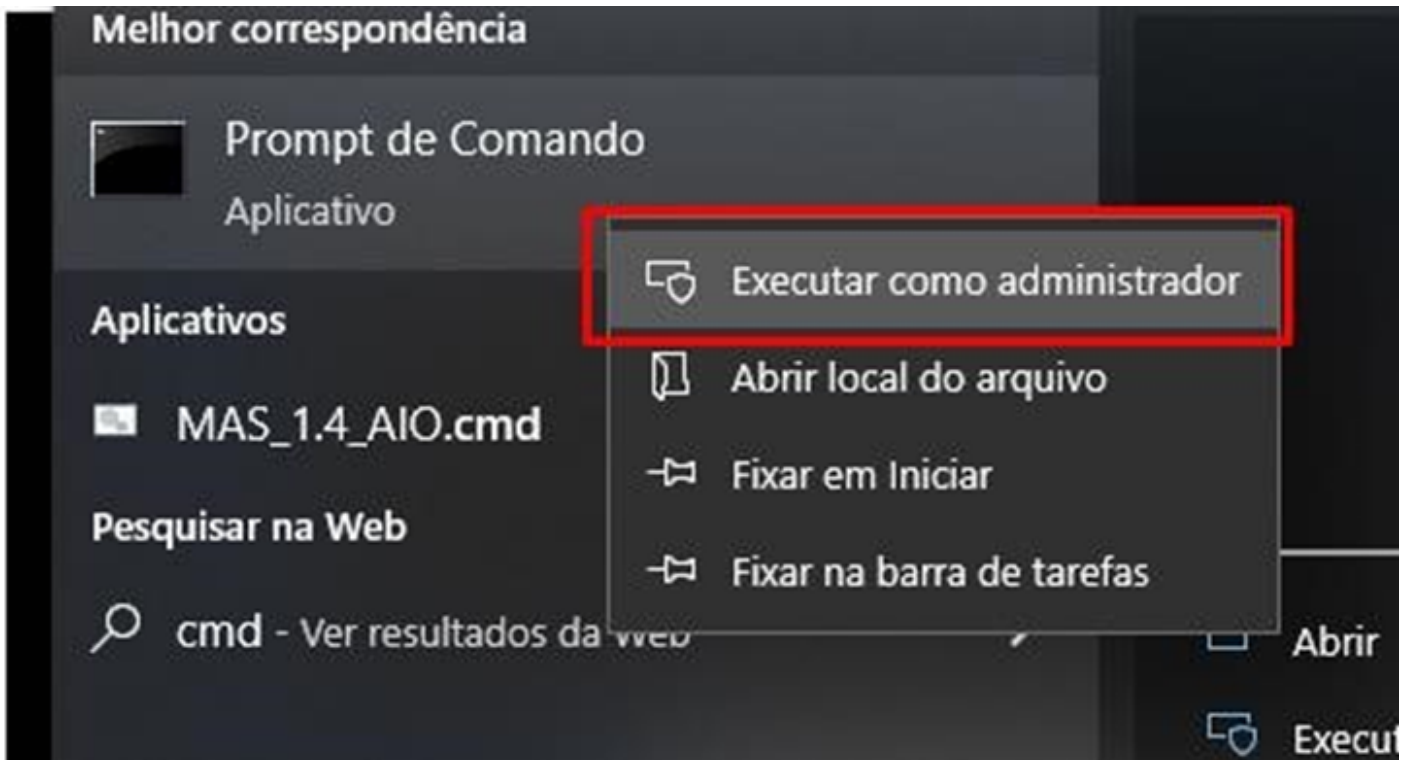 Melhor correspondência
Prompt de Comando
Aplicativo
Executar como administrador
Abrir local do arquivo
Fixar em Iniciar
Fixar na barra de tarefas
Aplicativos
MAS_1.4_AIO.cmd
Pesquisar na Web
cmd - Ver resultados da Web
Abrir